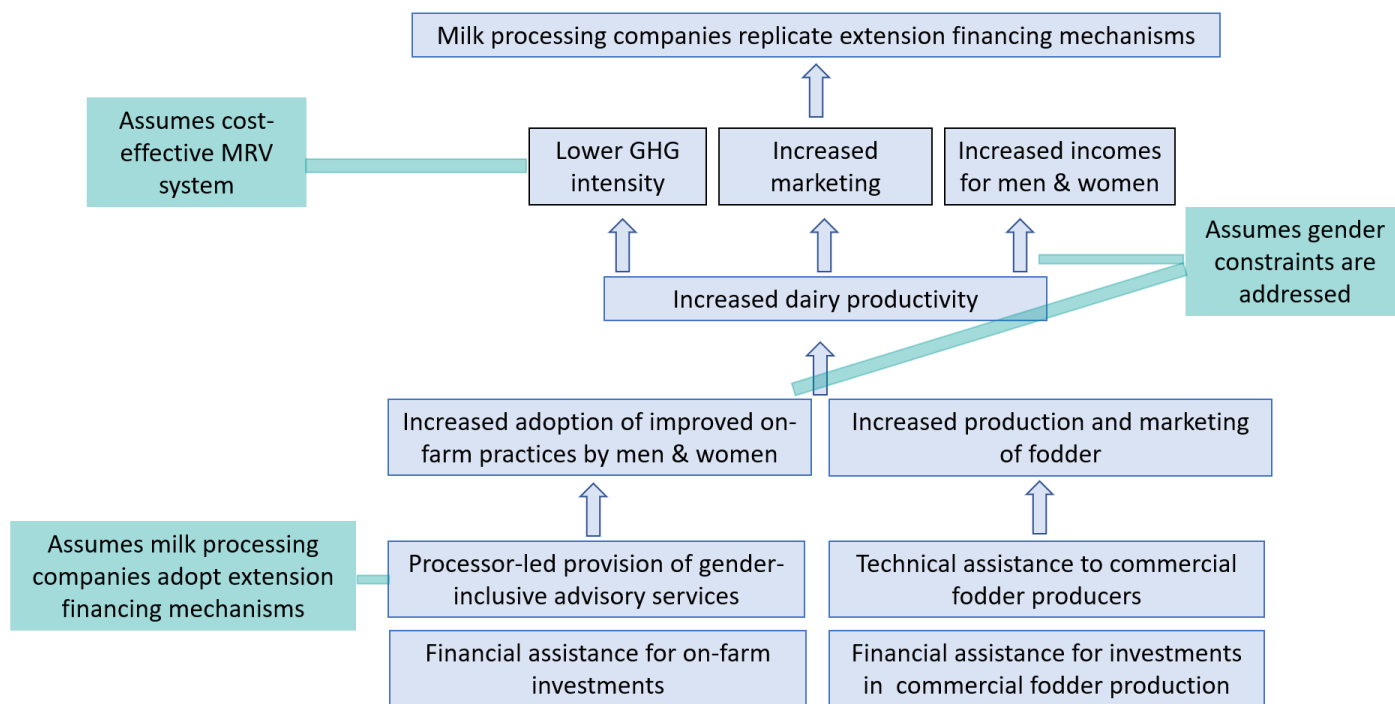 Milk processing companies replicate extension financing mechanisms
Assumes cost-
effective MRV
system
Lower GHG
intensity
Increased
marketing
Increased incomes
for men & women
Assumes gender
constraints are
addressed
Increased dairy productivity
Increased adoption of improved on-
farm practices by men & women
Increased production and marketing
of fodder
Assumes milk processing
companies adopt extension
financing mechanisms
Processor-led provision of gender-
inclusive advisory services
Technical assistance to commercial
fodder producers
Financial assistance for on-farm
investments
Financial assistance for investments
in commercial fodder production